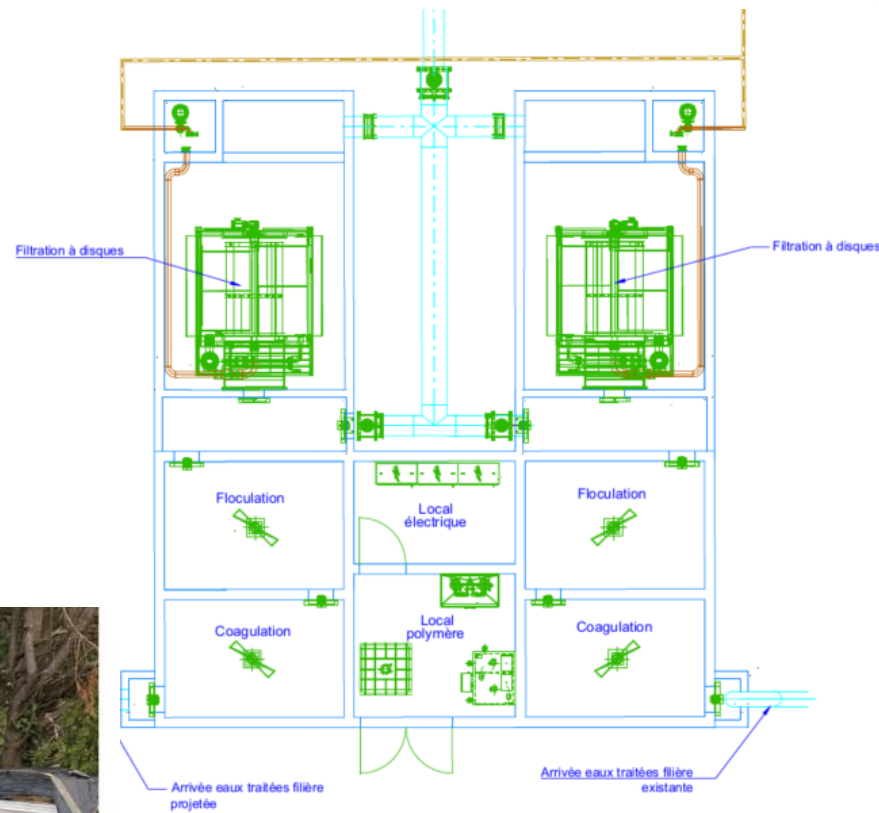 Filtration à disques
Filtration à disques
Floculation
Local
électrique
Floculation
Coagulation
Local
polymère
Coagulation
Arrivée eaux traitées filière
projetée
Arrivée eaux traitées filière
existante